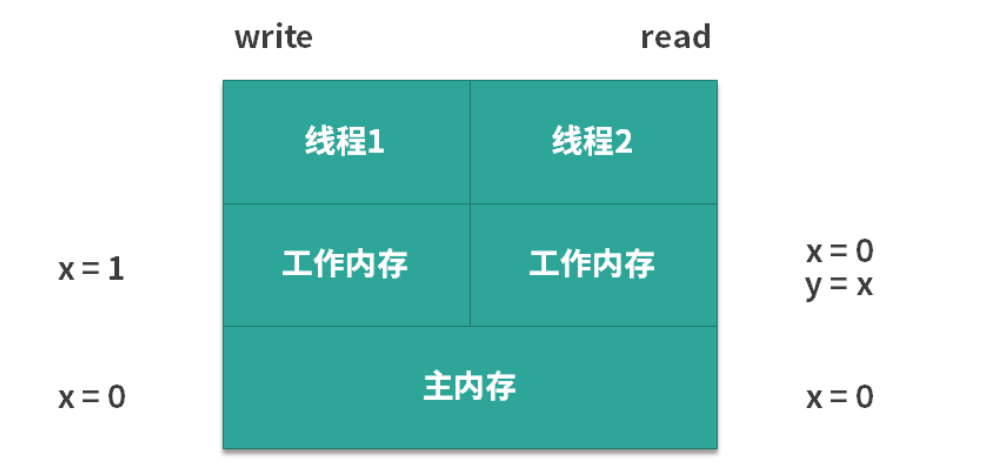 write
read
线程1
线程2
x = 1
工作内存
工作内存
x = 0
y = x
x = 0
主内存
x = 0